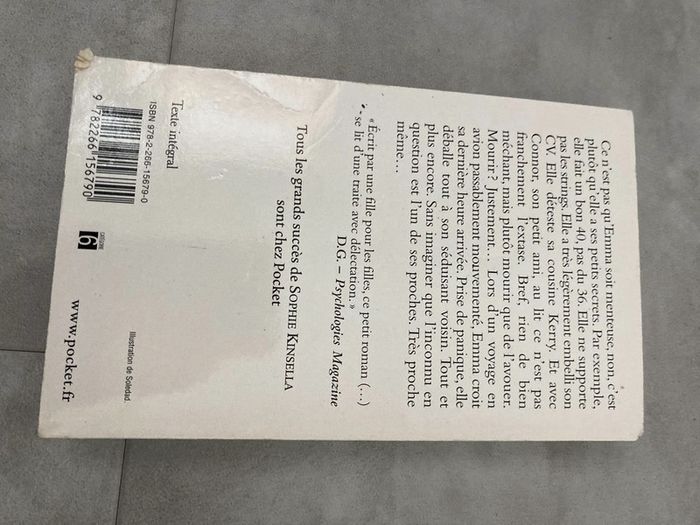 Ce n'est pas qu'Emma soit menteuse, non, c'est
plutôt qu'elle a ses petits secrets. Par exemple,
elle fait un bon 40, pas du 36. Elle ne supporte
pas les strings. Elle a très légèrement embelli son
CV. Elle déteste sa cousine Kerry. Et avec
Connor, son petit ami, au lit ce n'est pas
franchement l'extase. Bref, rien de bien
méchant, mais plutôt mourir que de l'avouer.
Mourir? Justement... Lors d'un voyage en
avion passablement mouvementé, Emma croit
sa dernière heure arrivée. Prise de panique, elle
déballe tout à son séduisant voisin. Tout et
plus encore. Sans imaginer que l'inconnu en
question est l'un de ses proches. Très proche
même...
« Écrit par une fille pour les filles, ce petit roman (...)
se lit d'une traite avec délectation. »
D.G. – Psychologies Magazine
Tous les grands succès de SOPHIE KINSELLA
sont chez Pocket
Texte intégral
Illustration de Soledad.
ISBN 978-2-266-15679-0
9 782266 156790
catégorie
6
www.pocket.fr